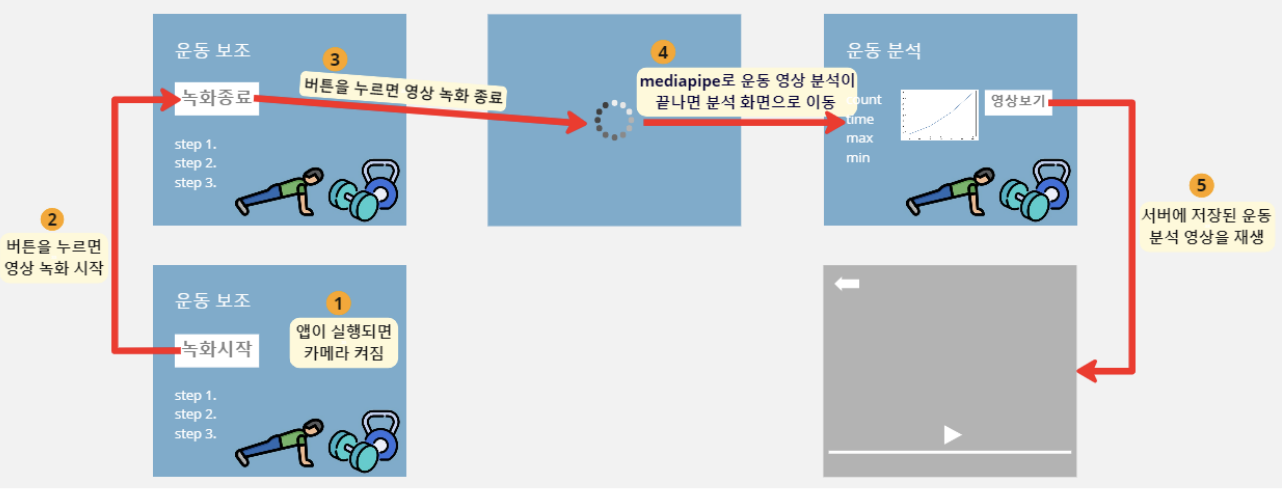 운동 보조
녹화종료
step 1.
step 2.
step 3.
3
버튼을 누르면 영상 녹화 종료
4
mediapipe로 운동 영상 분석이
끝나면 분석 화면으로 이동
운동 분석
count
time
max
min
영상보기
2
버튼을 누르면
영상 녹화 시작
5
서버에 저장된 운동
분석 영상을 재생
운동 보조
녹화시작
step 1.
step 2.
step 3.
1
앱이 실행되면
카메라 켜짐